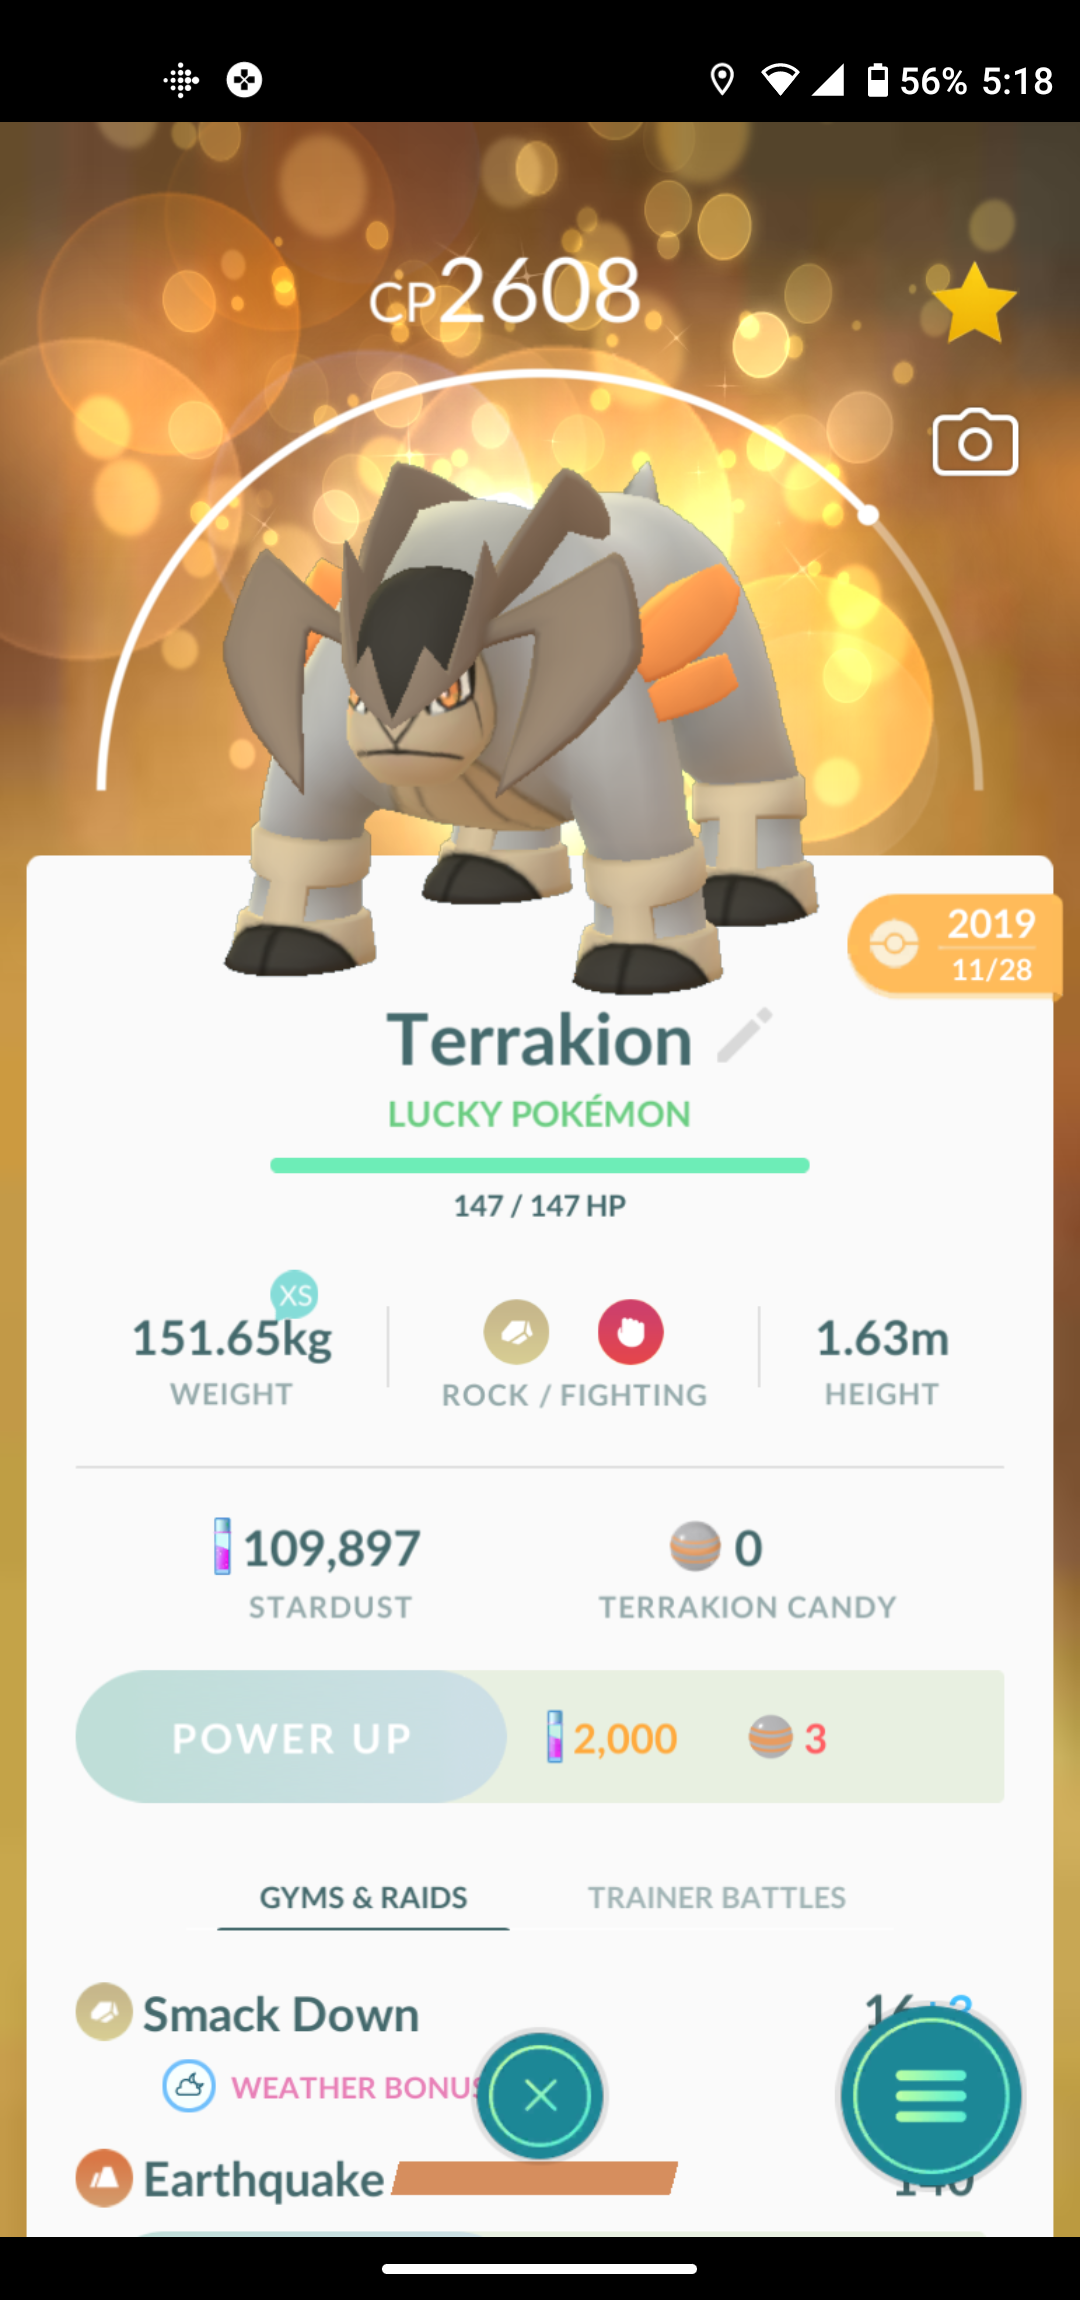 56% 5:18
CP2608
2019
11/28
Terrakion
LUCKY POKÉMON
147 / 147 HP
XS
151.65kg
WEIGHT
ROCK / FIGHTING
1.63m
HEIGHT
109,897
STARDUST
0
TERRAKION CANDY
POWER UP
2,000
3
GYMS & RAIDS
TRAINER BATTLES
Smack Down
WEATHER BONUS
Earthquake
140